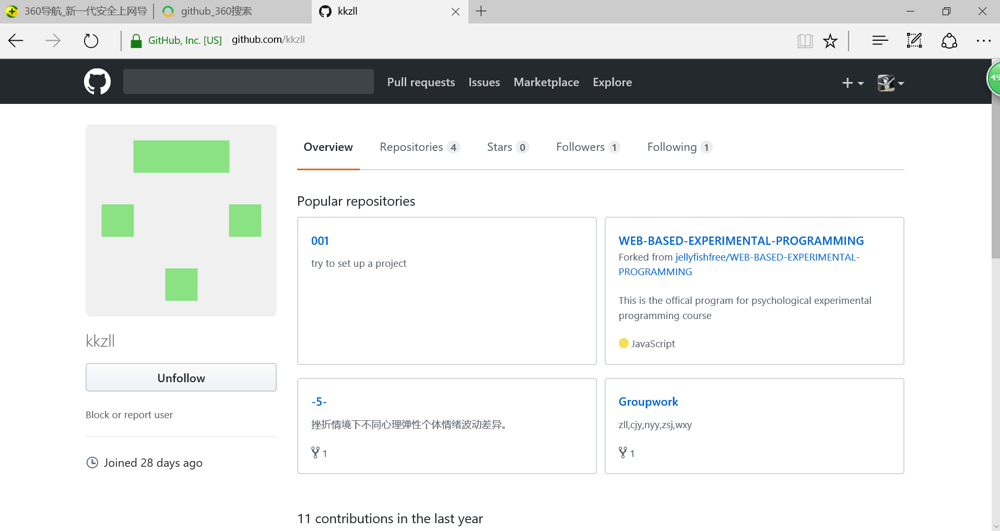 360导航_新一代安全上网导
github_360搜索
kkzll
GitHub, Inc. [US] github.com/kkzll
Pull requests Issues Marketplace Explore
49
Overview Repositories 4 Stars 0 Followers 1 Following 1
Popular repositories
001
try to set up a project
WEB-BASED-EXPERIMENTAL-PROGRAMMING
Forked from jellyfishfree/WEB-BASED-EXPERIMENTAL-
PROGRAMMING
This is the offical program for psychological experimental
programming course
JavaScript
kkzll
Unfollow
Block or report user
Joined 28 days ago
-5-
挫折情境下不同心理弹性个体情绪波动差异。
1
Groupwork
zll,cjy,nyy,zsj,wxy
1
11 contributions in the last year